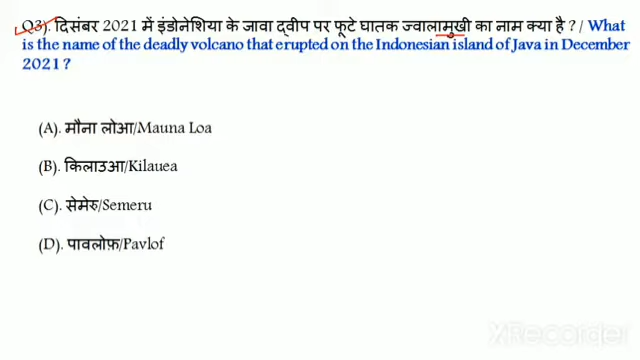 Q3). दिसंबर 2021 में इंडोनेशिया के जावा द्वीप पर फूटे घातक ज्वालामुखी का नाम क्या है ? / What
is the name of the deadly volcano that erupted on the Indonesian island of Java in December
2021 ?
(A). मौना लोआ/Mauna Loa
(B). किलाउआ/Kilauea
(C). सेमेरु/Semeru
(D). पावलोफ़/Pavlof
XRecorder